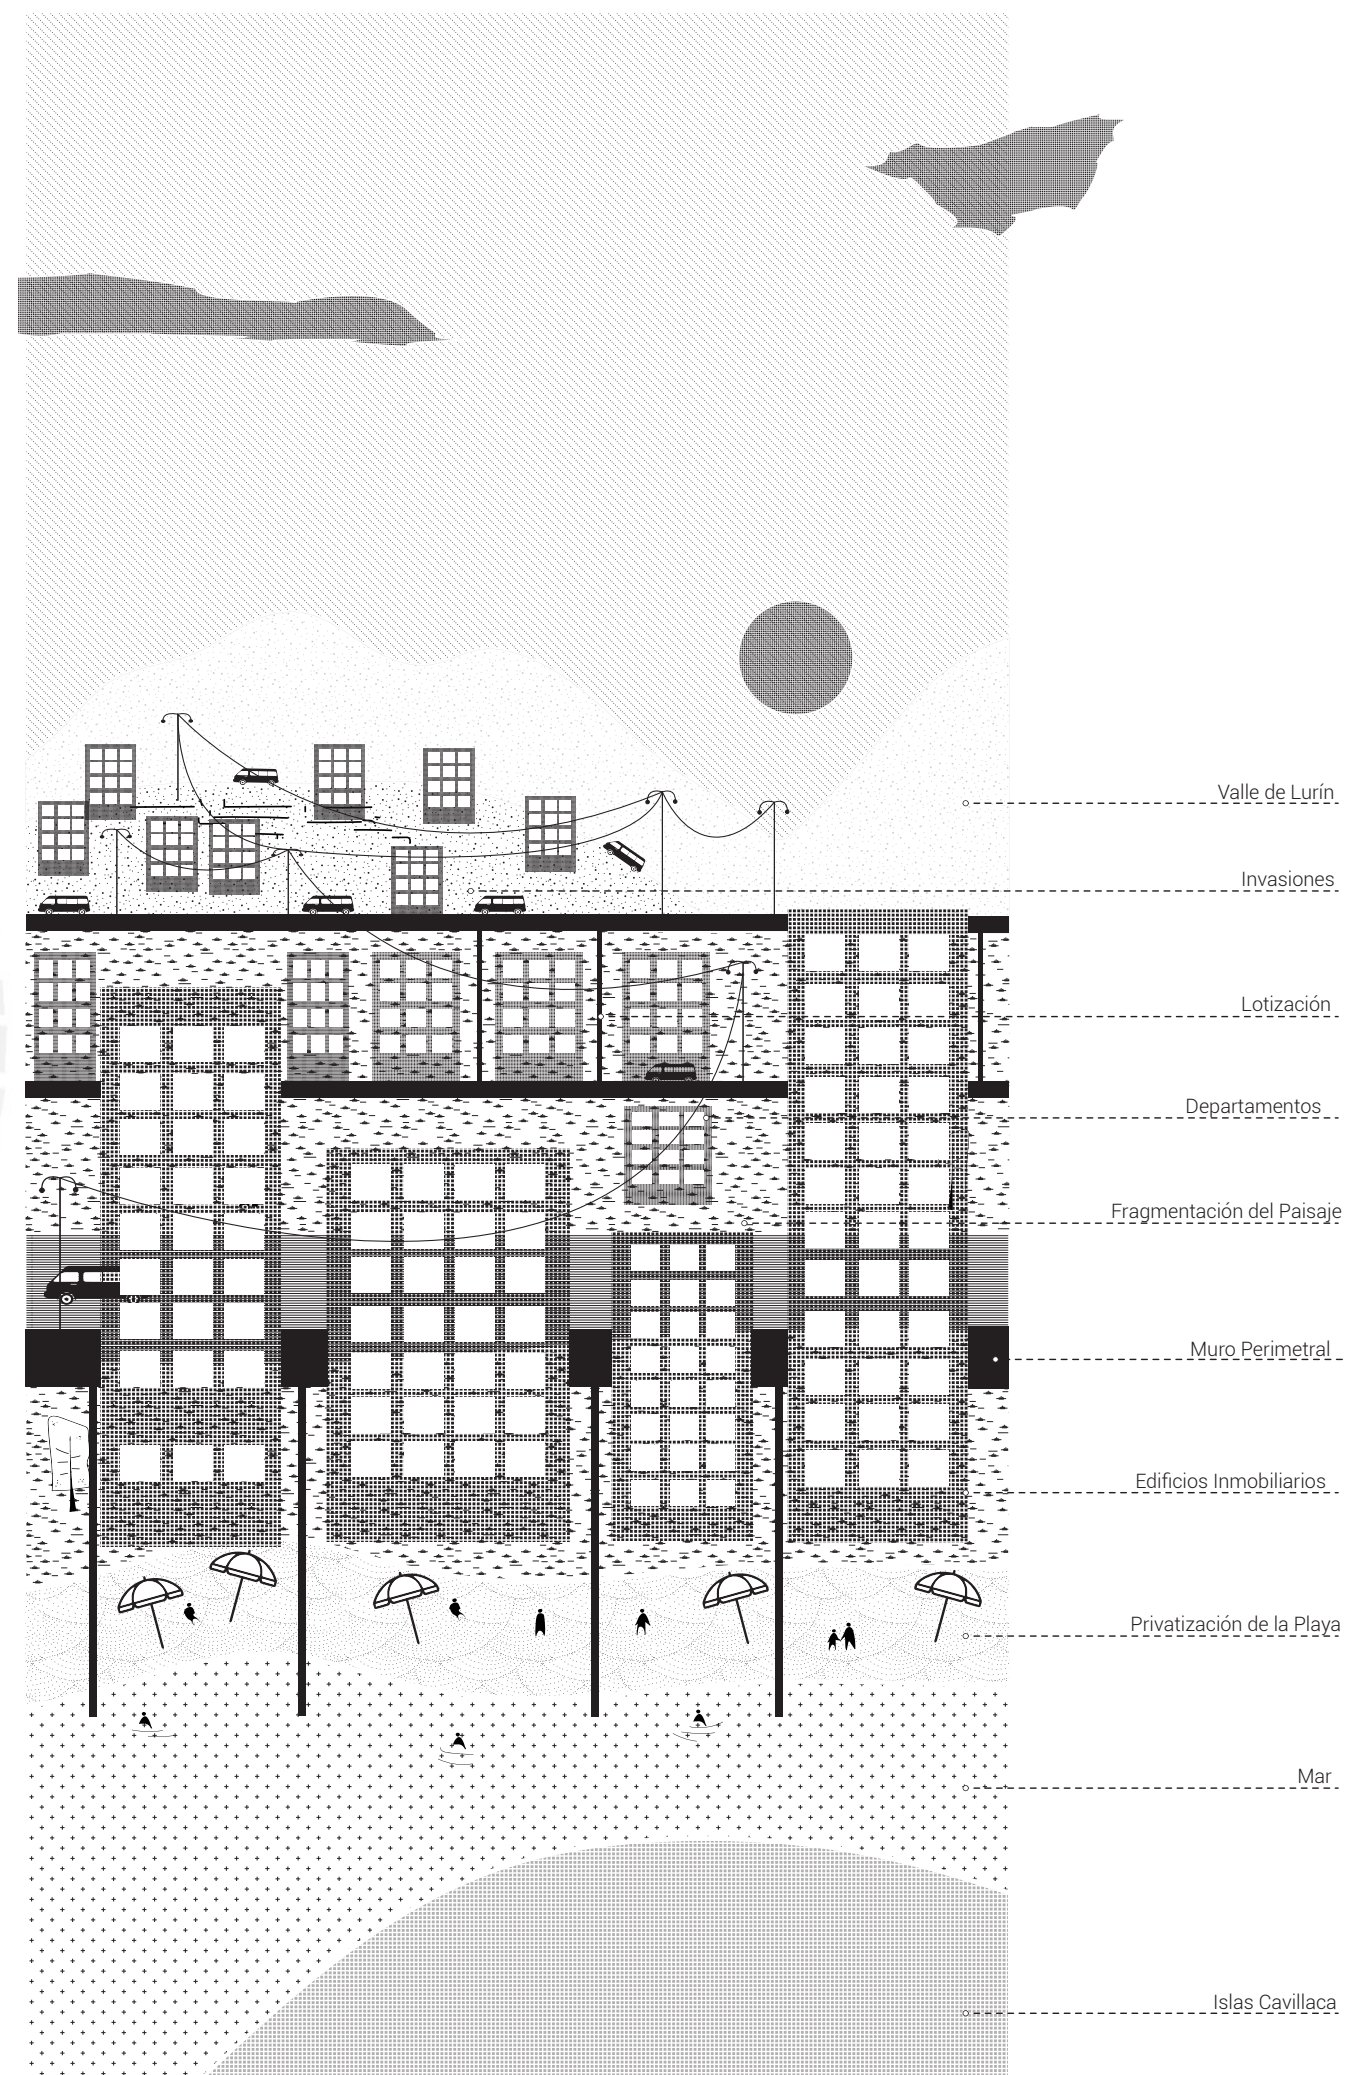 Valle de Lurín
Invasiones
Lotización
Departamentos
Fragmentación del Paisaje
Muro Perimetral
Edificios Inmobiliarios
Privatización de la Playa
Mar
Islas Cavillaca